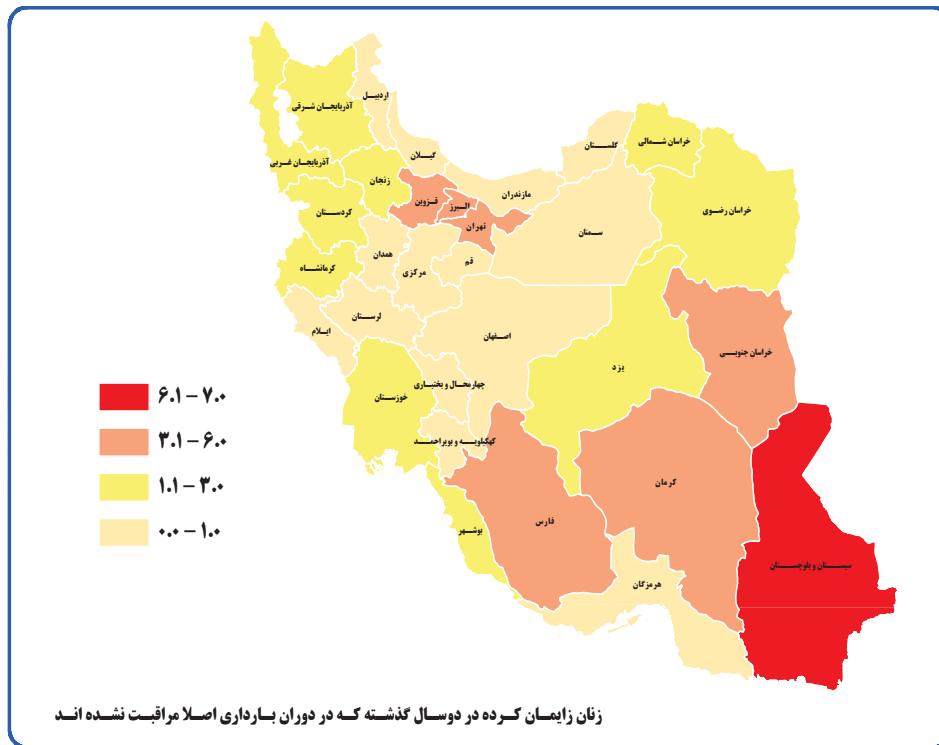 اردبیل
آذربایجان شرقی
گیلان
گلستان
خراسان شمالی
آذربایجان غربی
زنجان
مازندران
قزوین
البرز
خراسان رضوی
کردستان
تهران
سمنان
همدان
قم
کرمانشاه
مرکزی
لرستان
ایلام
اصفهان
خراسان جنوبی
یزد
چهارمحال و بختیاری
خوزستان
کهکیلویه و بویراحمد
کرمان
فارس
بوشهر
سیستان و بلوچستان
هرمزگان
۶.۱ – ۷.۰
۳.۱ – ۶.۰
۱.۱ – ۳.۰
۰.۰ – ۱.۰
زنان زایمان کرده در دوسال گذشته که در دوران بارداری اصلا مراقبت نشده اند